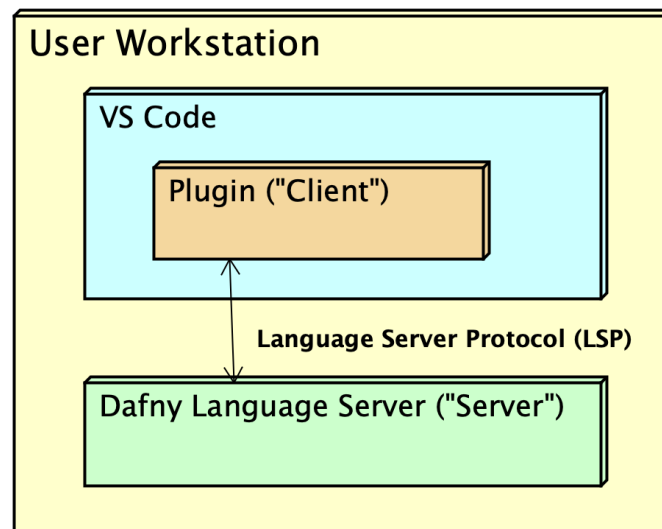 User Workstation
VS Code
Plugin ("Client")
Language Server Protocol (LSP)
Dafny Language Server ("Server")